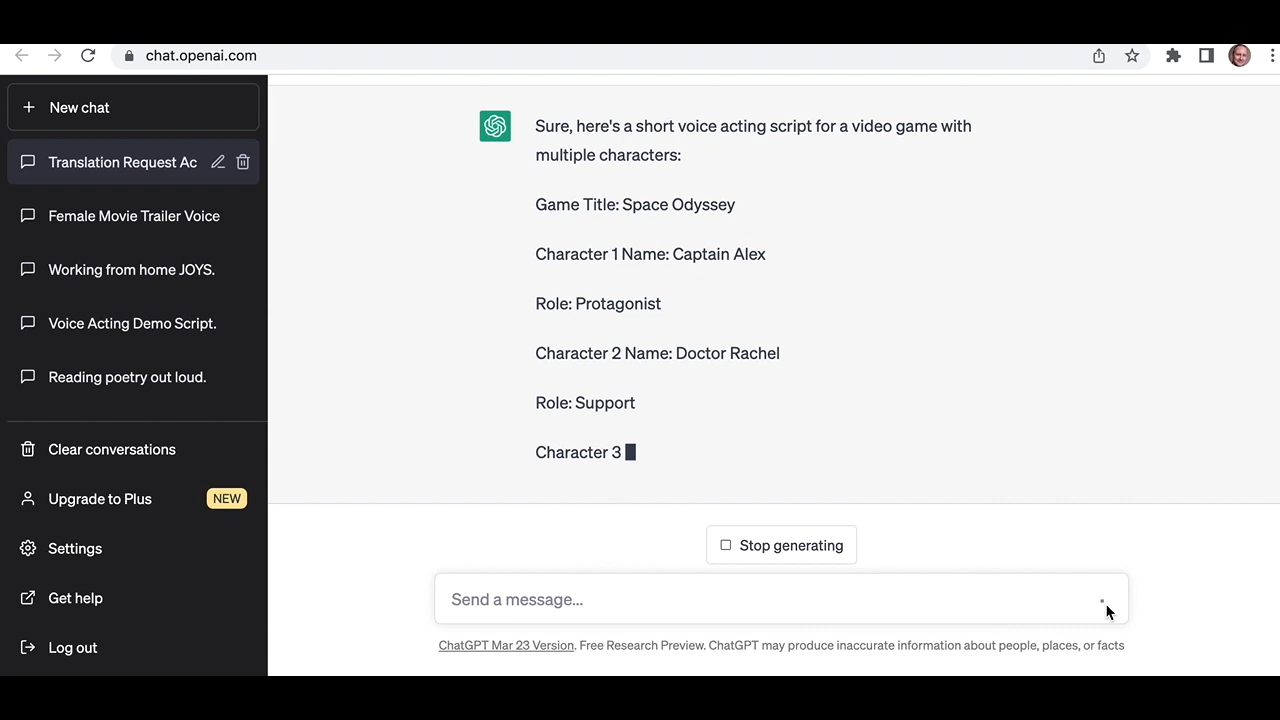 chat.openai.com
New chat
Translation Request Ac
Female Movie Trailer Voice
Working from home JOYS.
Voice Acting Demo Script.
Reading poetry out loud.
Clear conversations
Upgrade to Plus NEW
Settings
Get help
Log out
Sure, here's a short voice acting script for a video game with
multiple characters:
Game Title: Space Odyssey
Character 1 Name: Captain Alex
Role: Protagonist
Character 2 Name: Doctor Rachel
Role: Support
Character 3
Stop generating
Send a message...
ChatGPT Mar 23 Version. Free Research Preview. ChatGPT may produce inaccurate information about people, places, or facts